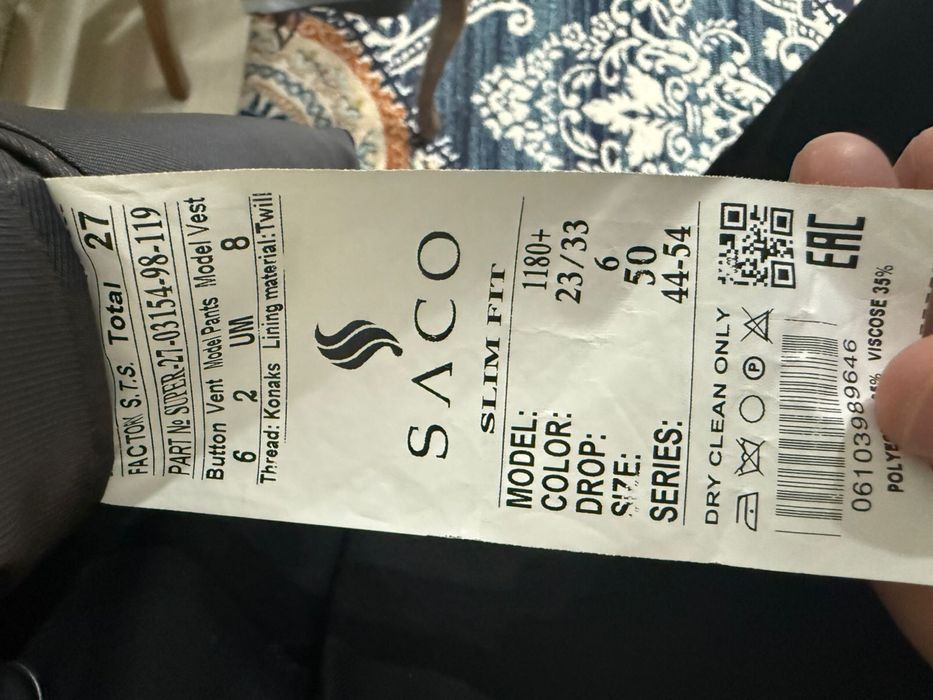 FACTON S.T.S. Total 27
PART № SUPER-27-03154-98-119
Button Vent Model Pants Model Vest
6 2 UM 8
Thread: Konaks Lining material: Twill
SACO
SLIM FIT
MODEL: 1180+
COLOR: 23/33
DROP: 6
SIZE: 50
SERIES: 44-54
DRY CLEAN ONLY
P
EAC
06103989646
VISCOSE 35%